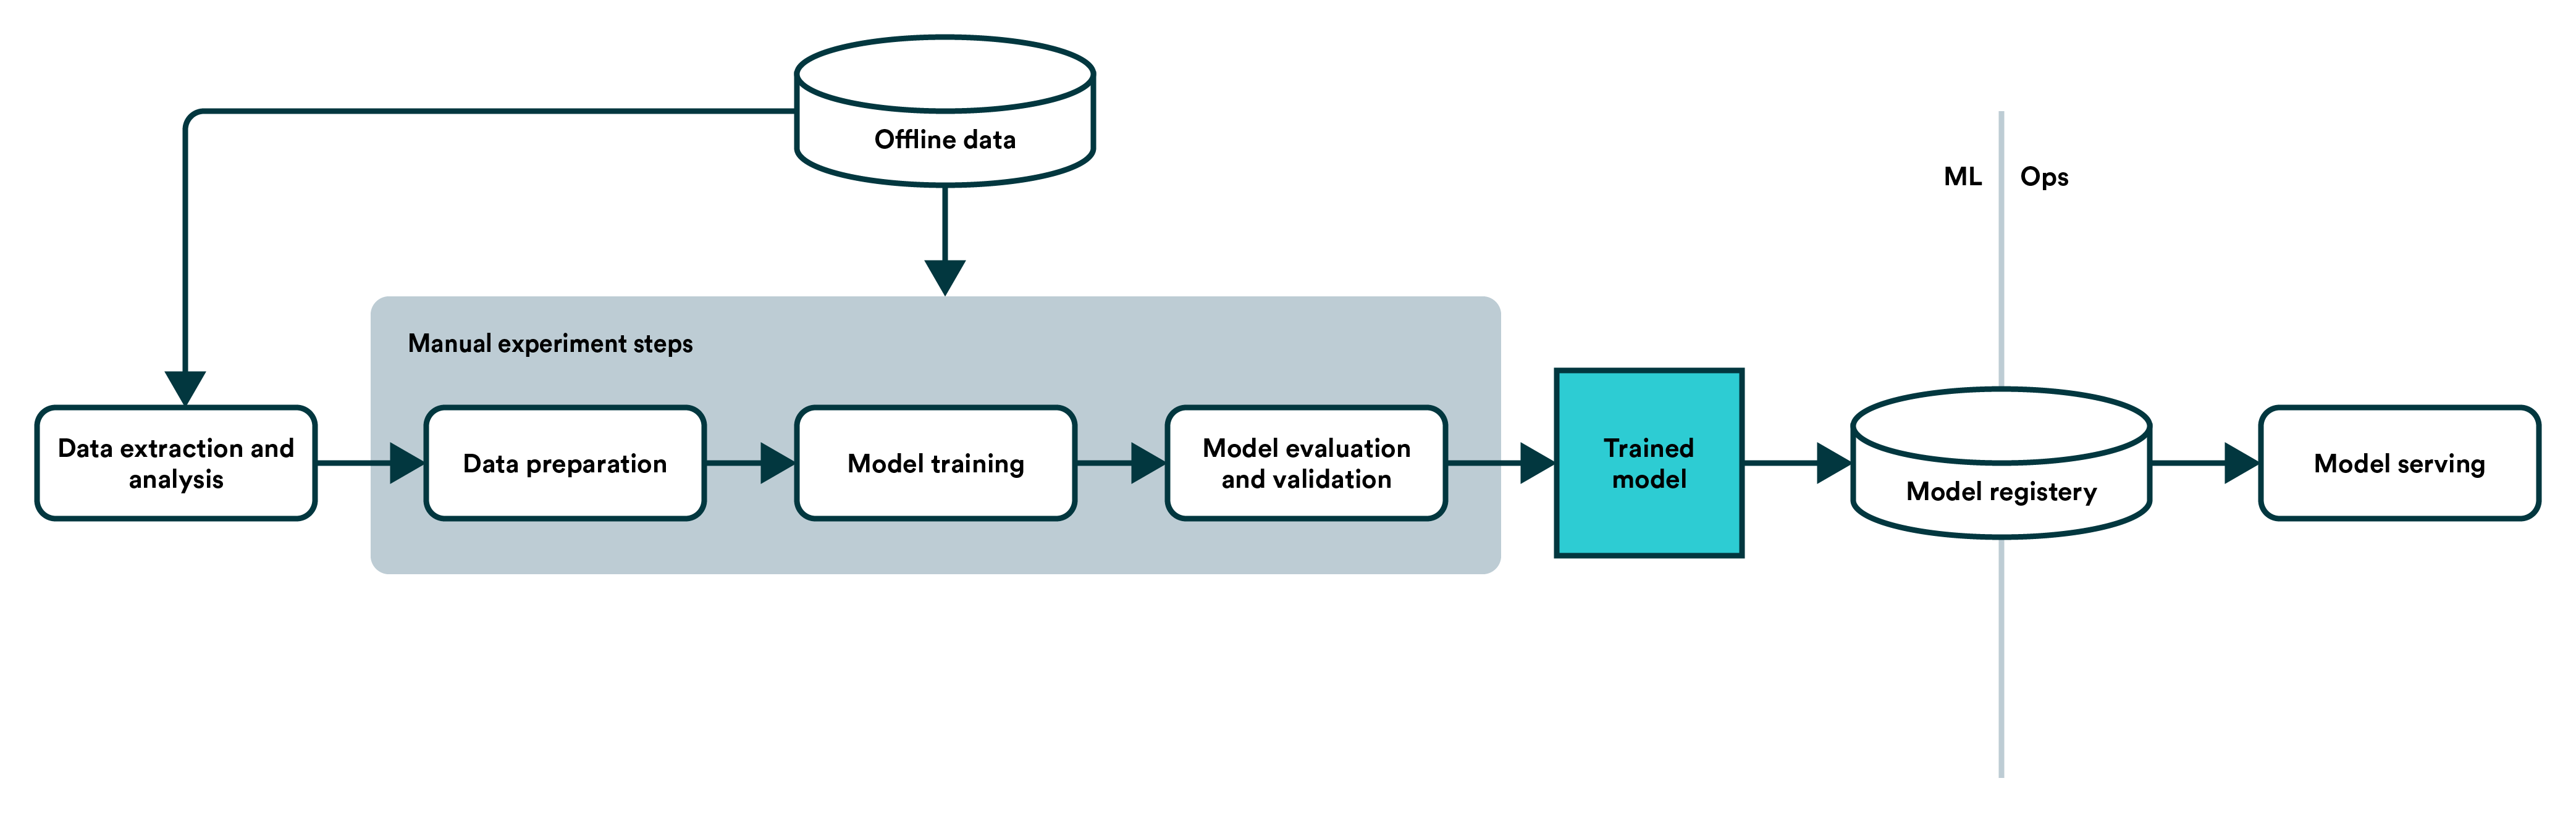 Offline data
ML
Ops
Manual experiment steps
Data extraction and
analysis
Data preparation
Model training
Model evaluation
and validation
Trained
model
Model registery
Model serving